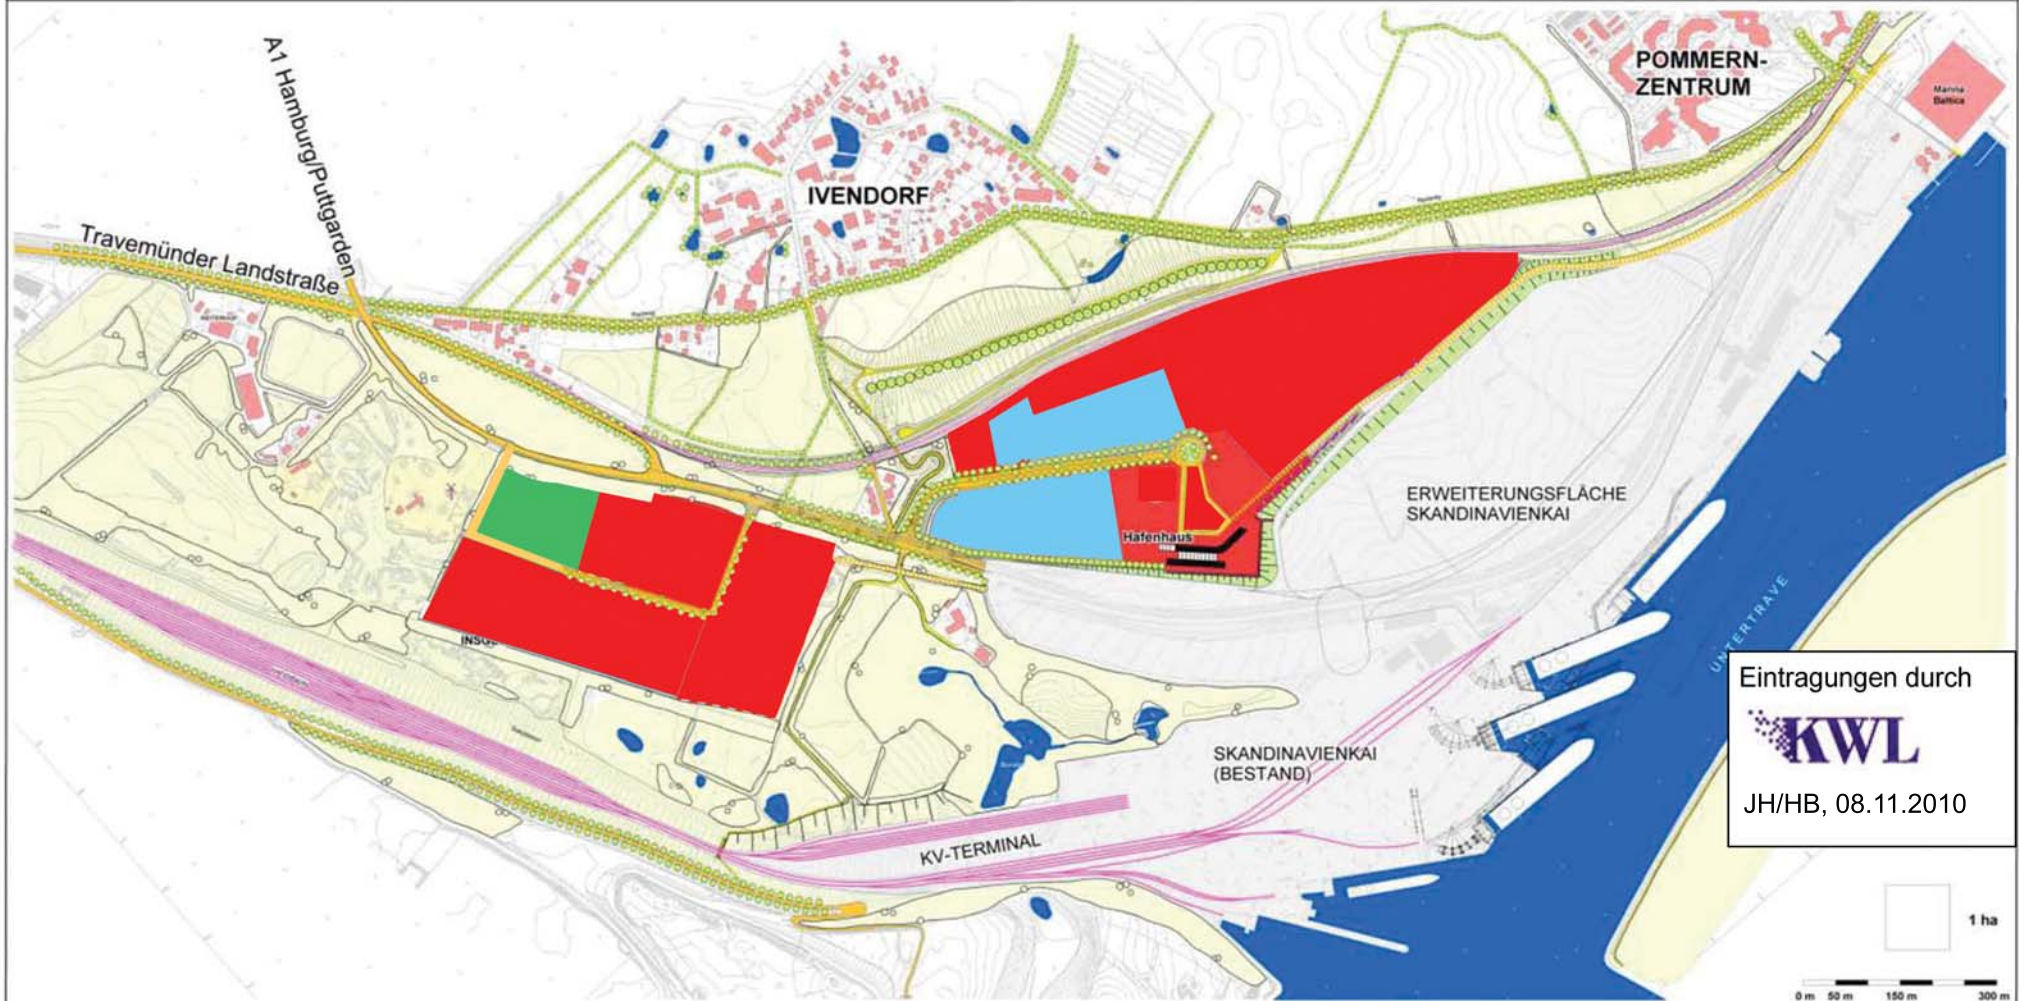 A1 Hamburg/Puttgarden
POMMERN-
ZENTRUM
Marina
Baltica
IVENDORF
Travemünder Landstraße
ERWEITERUNGSFLÄCHE
SKANDINAVIENKAI
Hafenhaus
UNTERTRAVE
SKANDINAVIENKAI
(BESTAND)
KV-TERMINAL
Eintragungen durch
KWL
JH/HB, 08.11.2010
1 ha
0 m 50 m 150 m 300 m